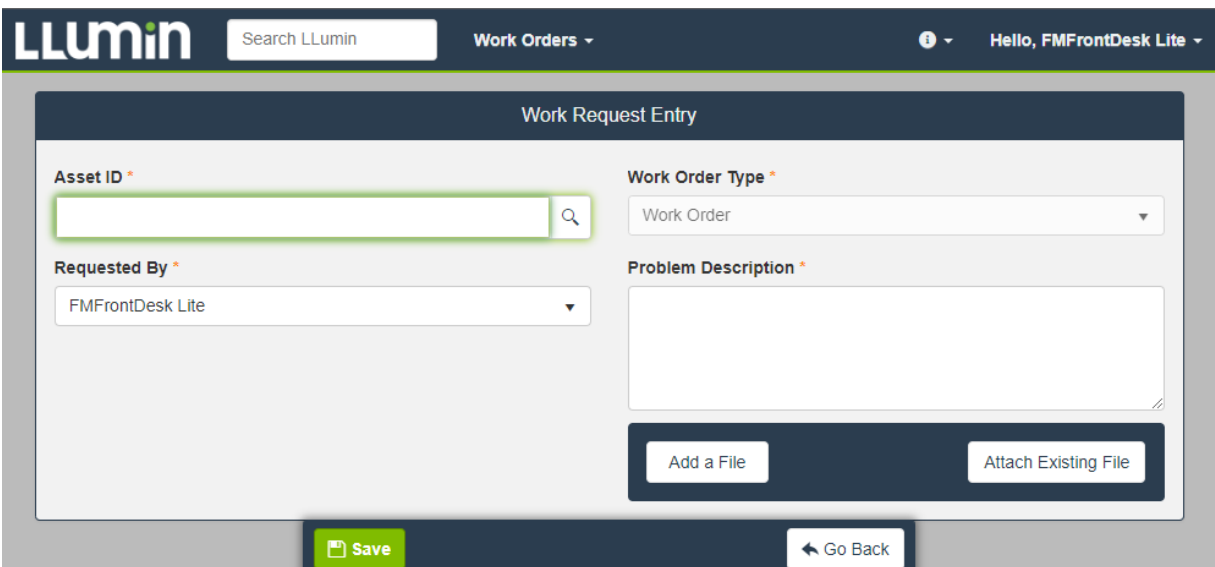 LLumin Search LLumin Work Orders Hello, FMFrontDesk Lite
Work Request Entry
Asset ID * Work Order Type *
Work Order
Requested By * Problem Description *
FMFrontDesk Lite
Add a File Attach Existing File
Save Go Back